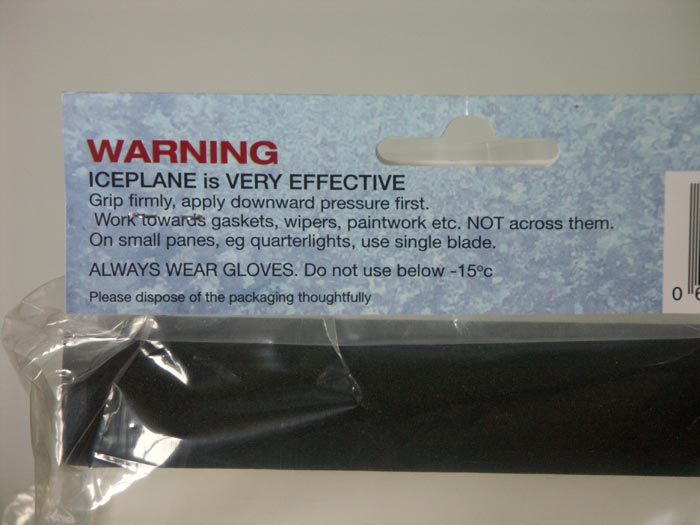 WARNING
ICEPLANE is VERY EFFECTIVE
Grip firmly, apply downward pressure first.
Work towards gaskets, wipers, paintwork etc. NOT across them.
On small panes, eg quarterlights, use single blade.
ALWAYS WEAR GLOVES. Do not use below -15ºc
Please dispose of the packaging thoughtfully
0